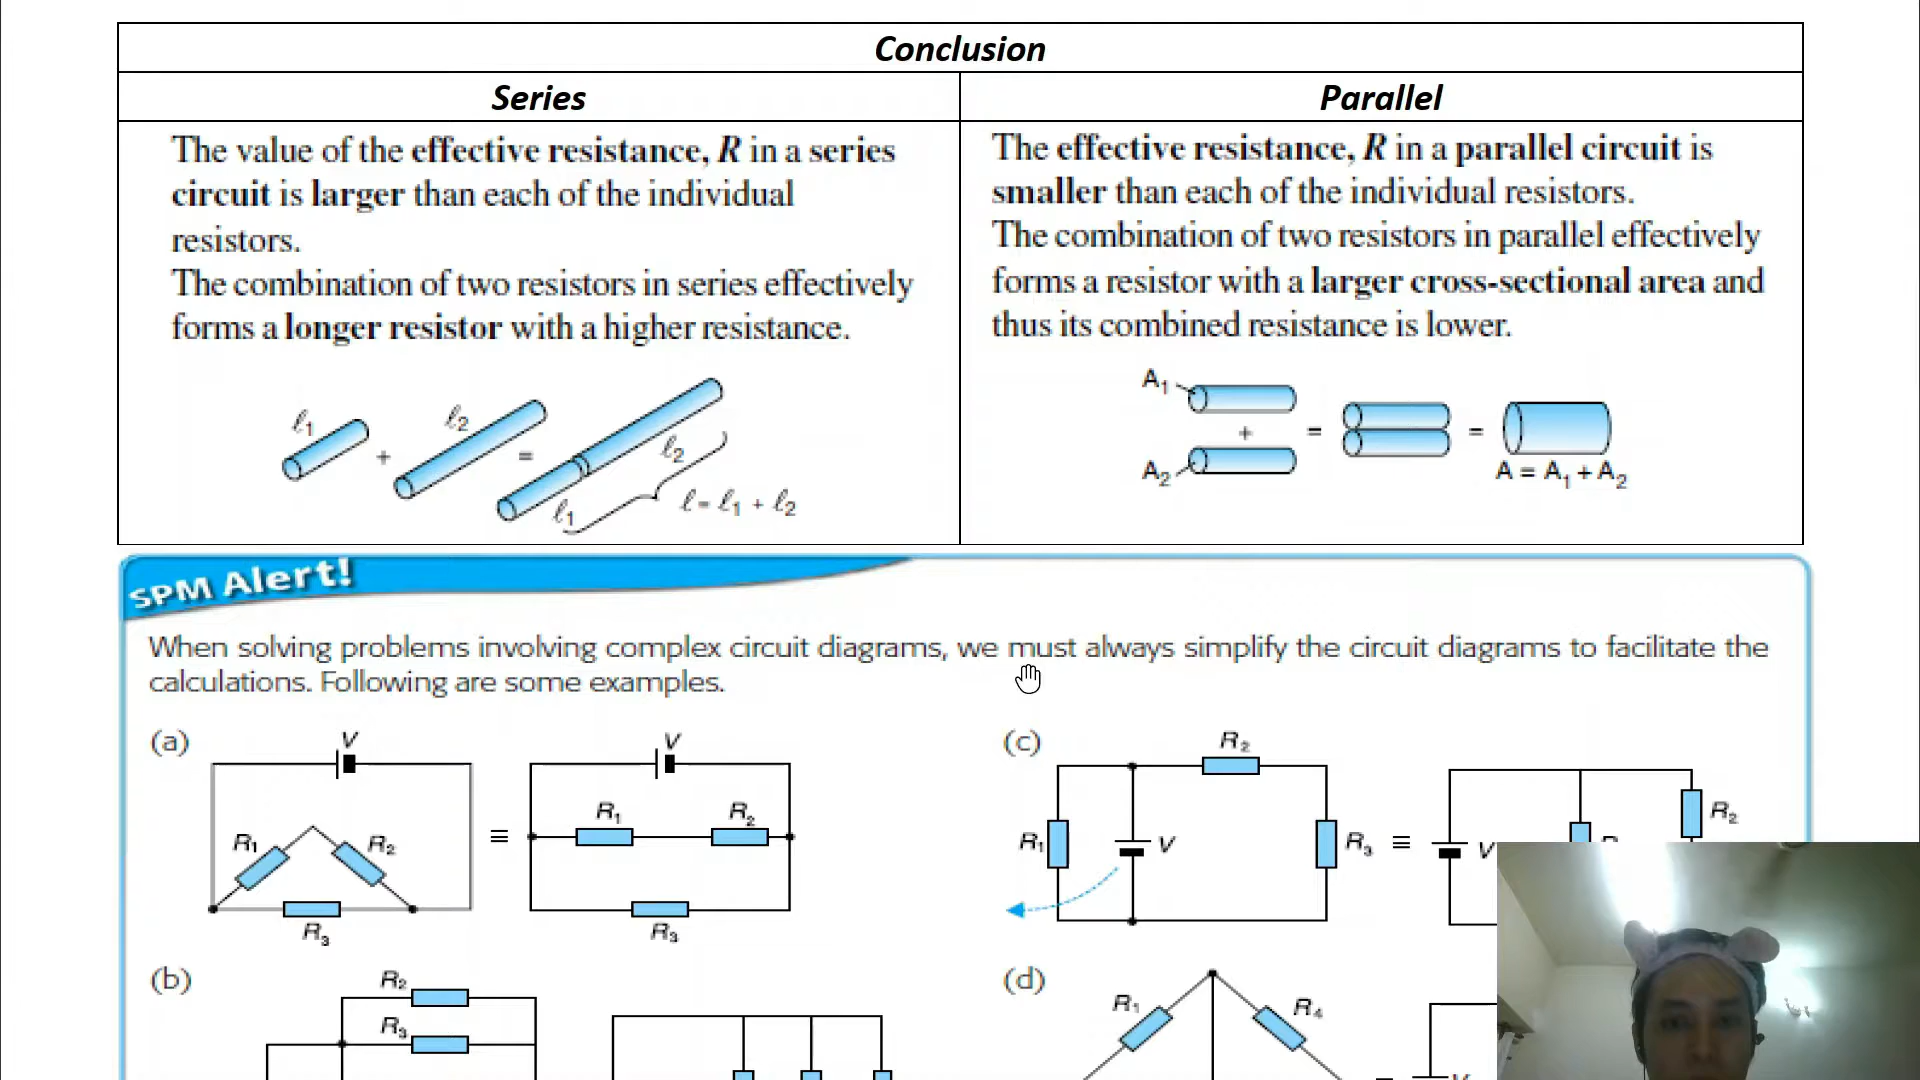 Conclusion
Series
Parallel
The value of the effective resistance, R in a series
circuit is larger than each of the individual
resistors.
The combination of two resistors in series effectively
forms a longer resistor with a higher resistance.
ℓ1
+
ℓ2
=
ℓ1
ℓ2
ℓ = ℓ1 + ℓ2
The effective resistance, R in a parallel circuit is
smaller than each of the individual resistors.
The combination of two resistors in parallel effectively
forms a resistor with a larger cross-sectional area and
thus its combined resistance is lower.
A1
+
A2
=
=
A = A1 + A2
SPM Alert!
When solving problems involving complex circuit diagrams, we must always simplify the circuit diagrams to facilitate the
calculations. Following are some examples.
(a)
V
R1
R2
R3
≡
V
R1
R2
R3
(c)
R2
R1
V
R3
≡
V
R2
(b)
R2
R3
(d)
R1
R4